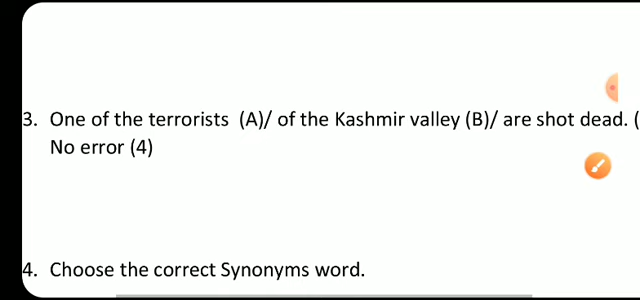 3. One of the terrorists (A)/ of the Kashmir valley (B)/ are shot dead. (
No error (4)
4. Choose the correct Synonyms word.